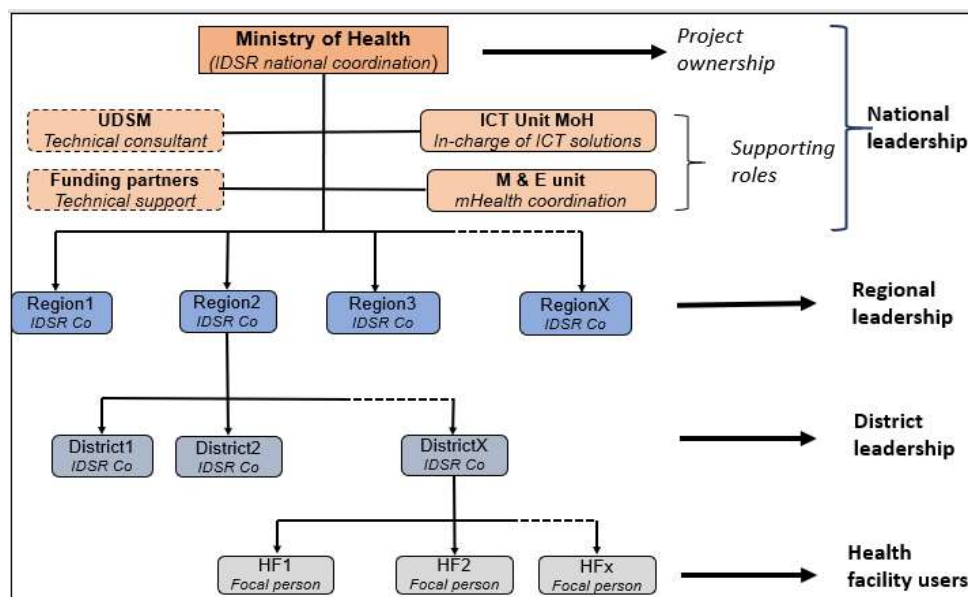 Ministry of Health
(IDSR national coordination)
Project
ownership
National
leadership
UDSM
Technical consultant
ICT Unit MoH
In-charge of ICT solutions
Supporting
roles
Funding partners
Technical support
M & E unit
mHealth coordination
Region1
IDSR Co
Region2
IDSR Co
Region3
IDSR Co
RegionX
IDSR Co
Regional
leadership
District1
IDSR Co
District2
IDSR Co
DistrictX
IDSR Co
District
leadership
HF1
Focal person
HF2
Focal person
HFx
Focal person
Health
facility users